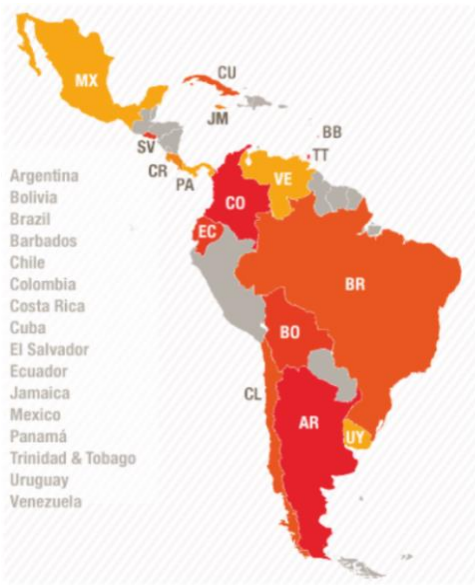 MX
CU
JM
BB
SV
TT
CR
PA
VE
CO
EC
BR
BO
CL
AR
UY
Argentina
Bolivia
Brazil
Barbados
Chile
Colombia
Costa Rica
Cuba
El Salvador
Ecuador
Jamaica
Mexico
Panamá
Trinidad & Tobago
Uruguay
Venezuela